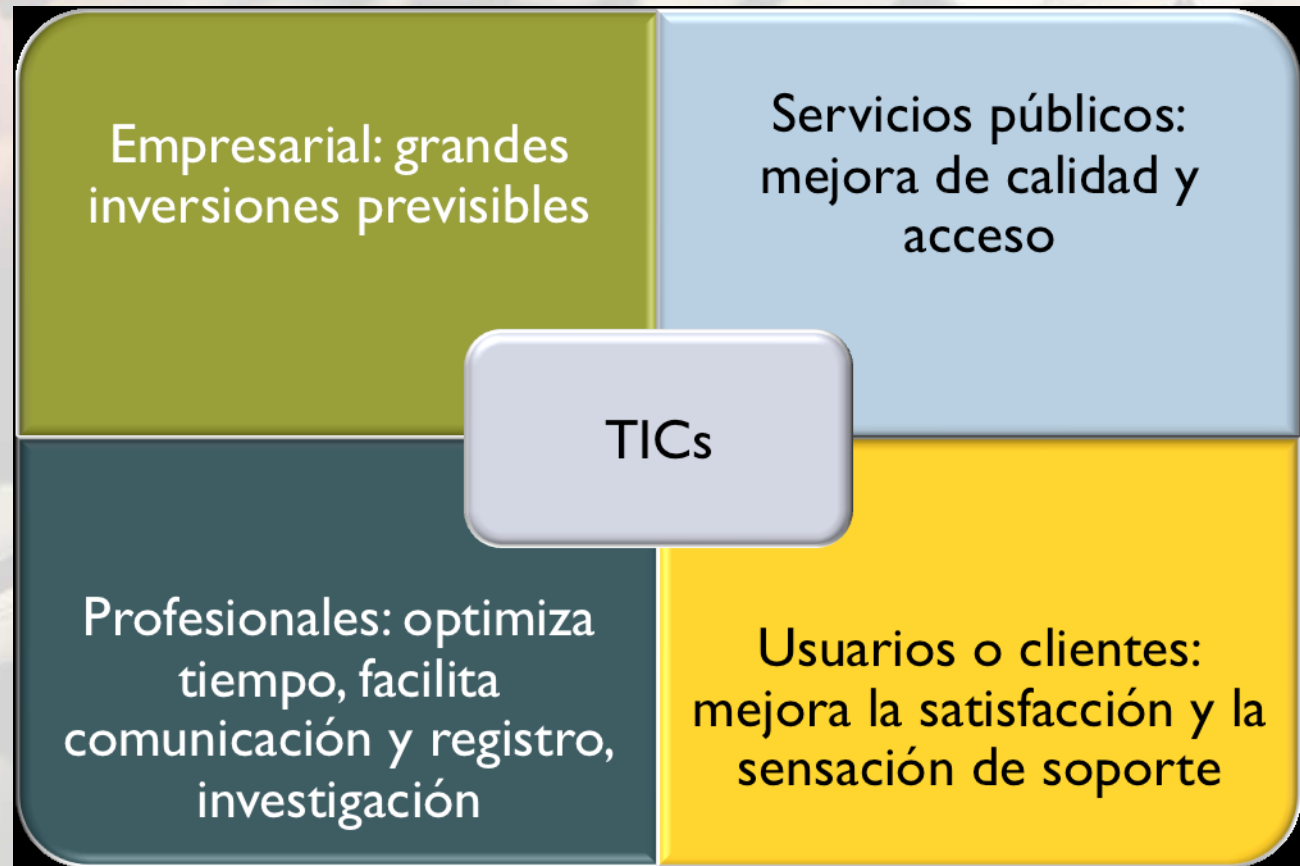 Empresarial: grandes
inversiones previsibles
Servicios públicos:
mejora de calidad y
acceso
TICs
Profesionales: optimiza
tiempo, facilita
comunicación y registro,
investigación
Usuarios o clientes:
mejora la satisfacción y la
sensación de soporte